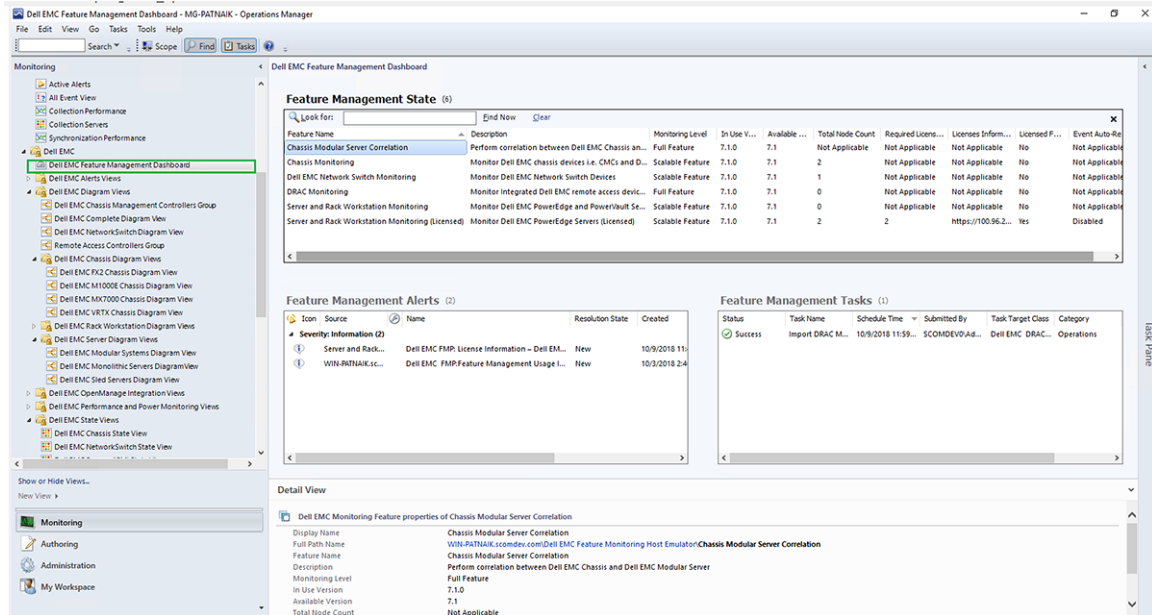 Dell EMC Feature Management Dashboard - MG-PATNAIK - Operations Manager
File Edit View Go Tasks Tools Help
Search Scope Find Tasks
Monitoring
Active Alerts
All Event View
Collection Performance
Collection Servers
Synchronization Performance
Dell EMC
Dell EMC Feature Management Dashboard
Dell EMC Alerts Views
Dell EMC Diagram Views
Dell EMC Chassis Management Controllers Group
Dell EMC Complete Diagram View
Dell EMC NetworkSwitch Diagram View
Remote Access Controllers Group
Dell EMC Chassis Diagram Views
Dell EMC FX2 Chassis Diagram View
Dell EMC M1000E Chassis Diagram View
Dell EMC MX7000 Chassis Diagram View
Dell EMC VRTX Chassis Diagram View
Dell EMC Rack Workstation Diagram Views
Dell EMC Server Diagram Views
Dell EMC Modular Systems Diagram View
Dell EMC Monolithic Servers DiagramView
Dell EMC Sled Servers Diagram View
Dell EMC OpenManage Integration Views
Dell EMC Performance and Power Monitoring Views
Dell EMC State Views
Dell EMC Chassis State View
Dell EMC NetworkSwitch State View
Show or Hide Views...
New View
Monitoring
Authoring
Administration
My Workspace
Dell EMC Feature Management Dashboard
Feature Management State (6)
Look for: Find Now Clear
Feature Name Description Monitoring Level In Use V... Available ... Total Node Count Required Licens... Licenses Inform... Licensed F... Event Auto-Re
Chassis Modular Server Correlation Perform correlation between Dell EMC Chassis an... Full Feature 7.1.0 7.1 Not Applicable Not Applicable Not Applicable No Not Applicable
Chassis Monitoring Monitor Dell EMC chassis devices i.e. CMCs and D... Scalable Feature 7.1.0 7.1 2 Not Applicable Not Applicable No Not Applicable
Dell EMC Network Switch Monitoring Monitor Dell EMC Network Switch Devices Scalable Feature 7.1.0 7.1 1 Not Applicable Not Applicable No Not Applicable
DRAC Monitoring Monitor Integrated Dell EMC remote access devic... Full Feature 7.1.0 7.1 0 Not Applicable Not Applicable No Not Applicable
Server and Rack Workstation Monitoring Monitor Dell EMC PowerEdge and PowerVault Se... Scalable Feature 7.1.0 7.1 0 Not Applicable Not Applicable No Not Applicable
Server and Rack Workstation Monitoring (Licensed) Monitor Dell EMC PowerEdge Servers (Licensed) Scalable Feature 7.1.0 7.1 2 2 https://100.96.2... Yes Disabled
Feature Management Alerts (2)
Icon Source Name Resolution State Created
Severity: Information (2)
Server and Rack... Dell EMC FMP: License Information – Dell EM... New 10/9/2018 11:
WIN-PATNAIK.sc... Dell EMC FMP:Feature Management Usage I... New 10/3/2018 2:4
Feature Management Tasks (1)
Status Task Name Schedule Time Submitted By Task Target Class Category
Success Import DRAC M... 10/9/2018 11:59... SCOMDEV0\Ad... Dell EMC DRAC... Operations
Task Pane
Detail View
Dell EMC Monitoring Feature properties of Chassis Modular Server Correlation
Display Name Chassis Modular Server Correlation
Full Path Name WIN-PATNAIK.scomdev.com\Dell EMC Feature Monitoring Host Emulator\Chassis Modular Server Correlation
Feature Name Chassis Modular Server Correlation
Description Perform correlation between Dell EMC Chassis and Dell EMC Modular Server
Monitoring Level Full Feature
In Use Version 7.1.0
Available Version 7.1
Total Node Count Not Applicable